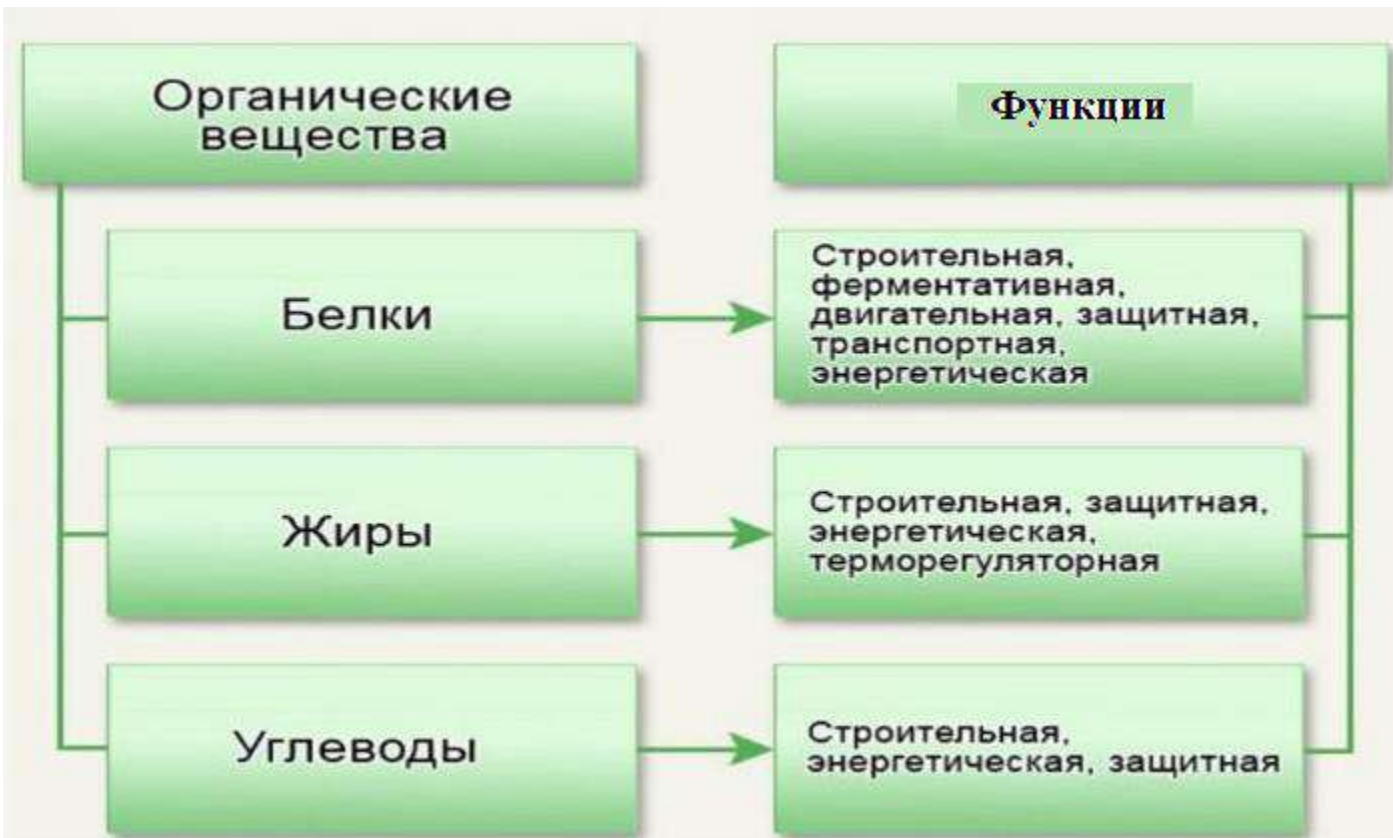 Органические
вещества
Функции
Белки
Строительная,
ферментативная,
двигательная, защитная,
транспортная,
энергетическая
Жиры
Строительная, защитная,
энергетическая,
терморегуляторная
Углеводы
Строительная,
энергетическая, защитная